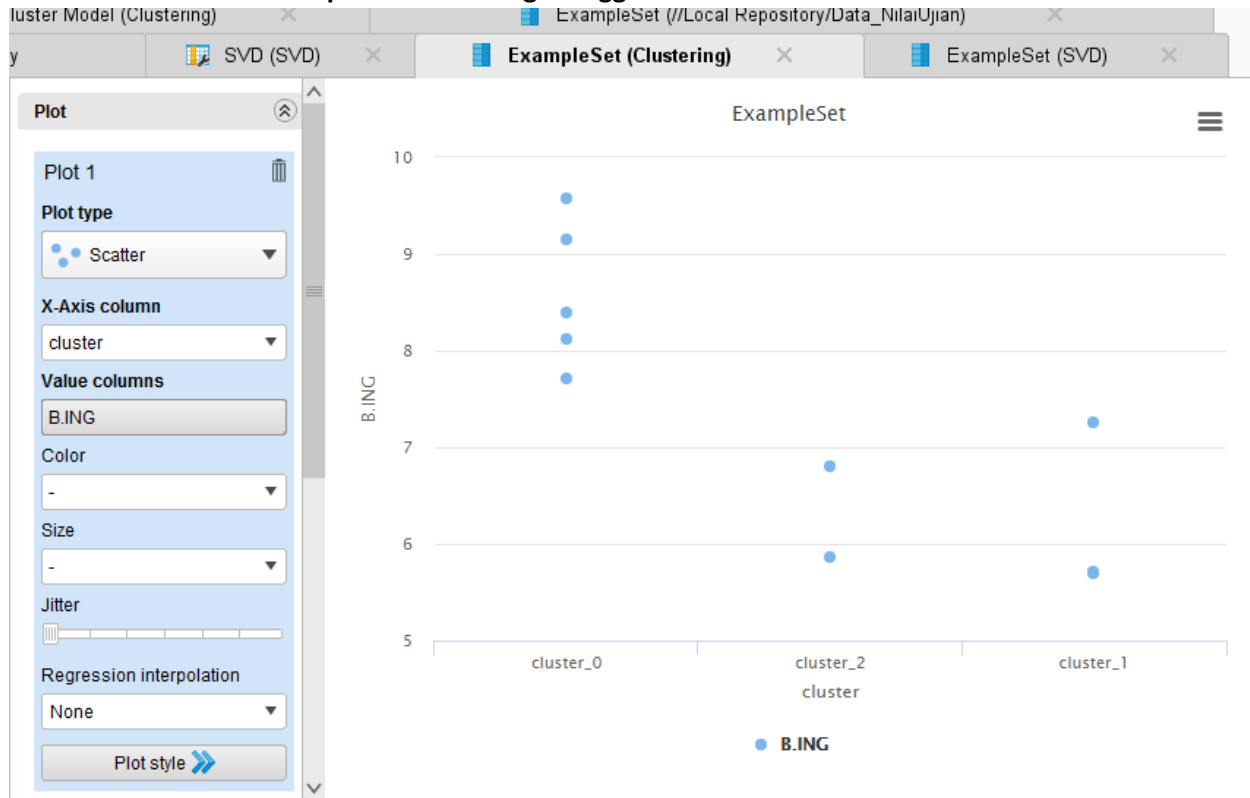 luster Model (Clustering)
ExampleSet (//Local Repository/Data_NilaiUjian)
y
SVD (SVD)
ExampleSet (Clustering)
ExampleSet (SVD)
Plot
Plot 1
Plot type
Scatter
X-Axis column
cluster
Value columns
B.ING
Color
-
Size
-
Jitter
Regression interpolation
None
Plot style
ExampleSet
10
9
8
7
6
5
B.ING
cluster_0
cluster_2
cluster_1
cluster
B.ING